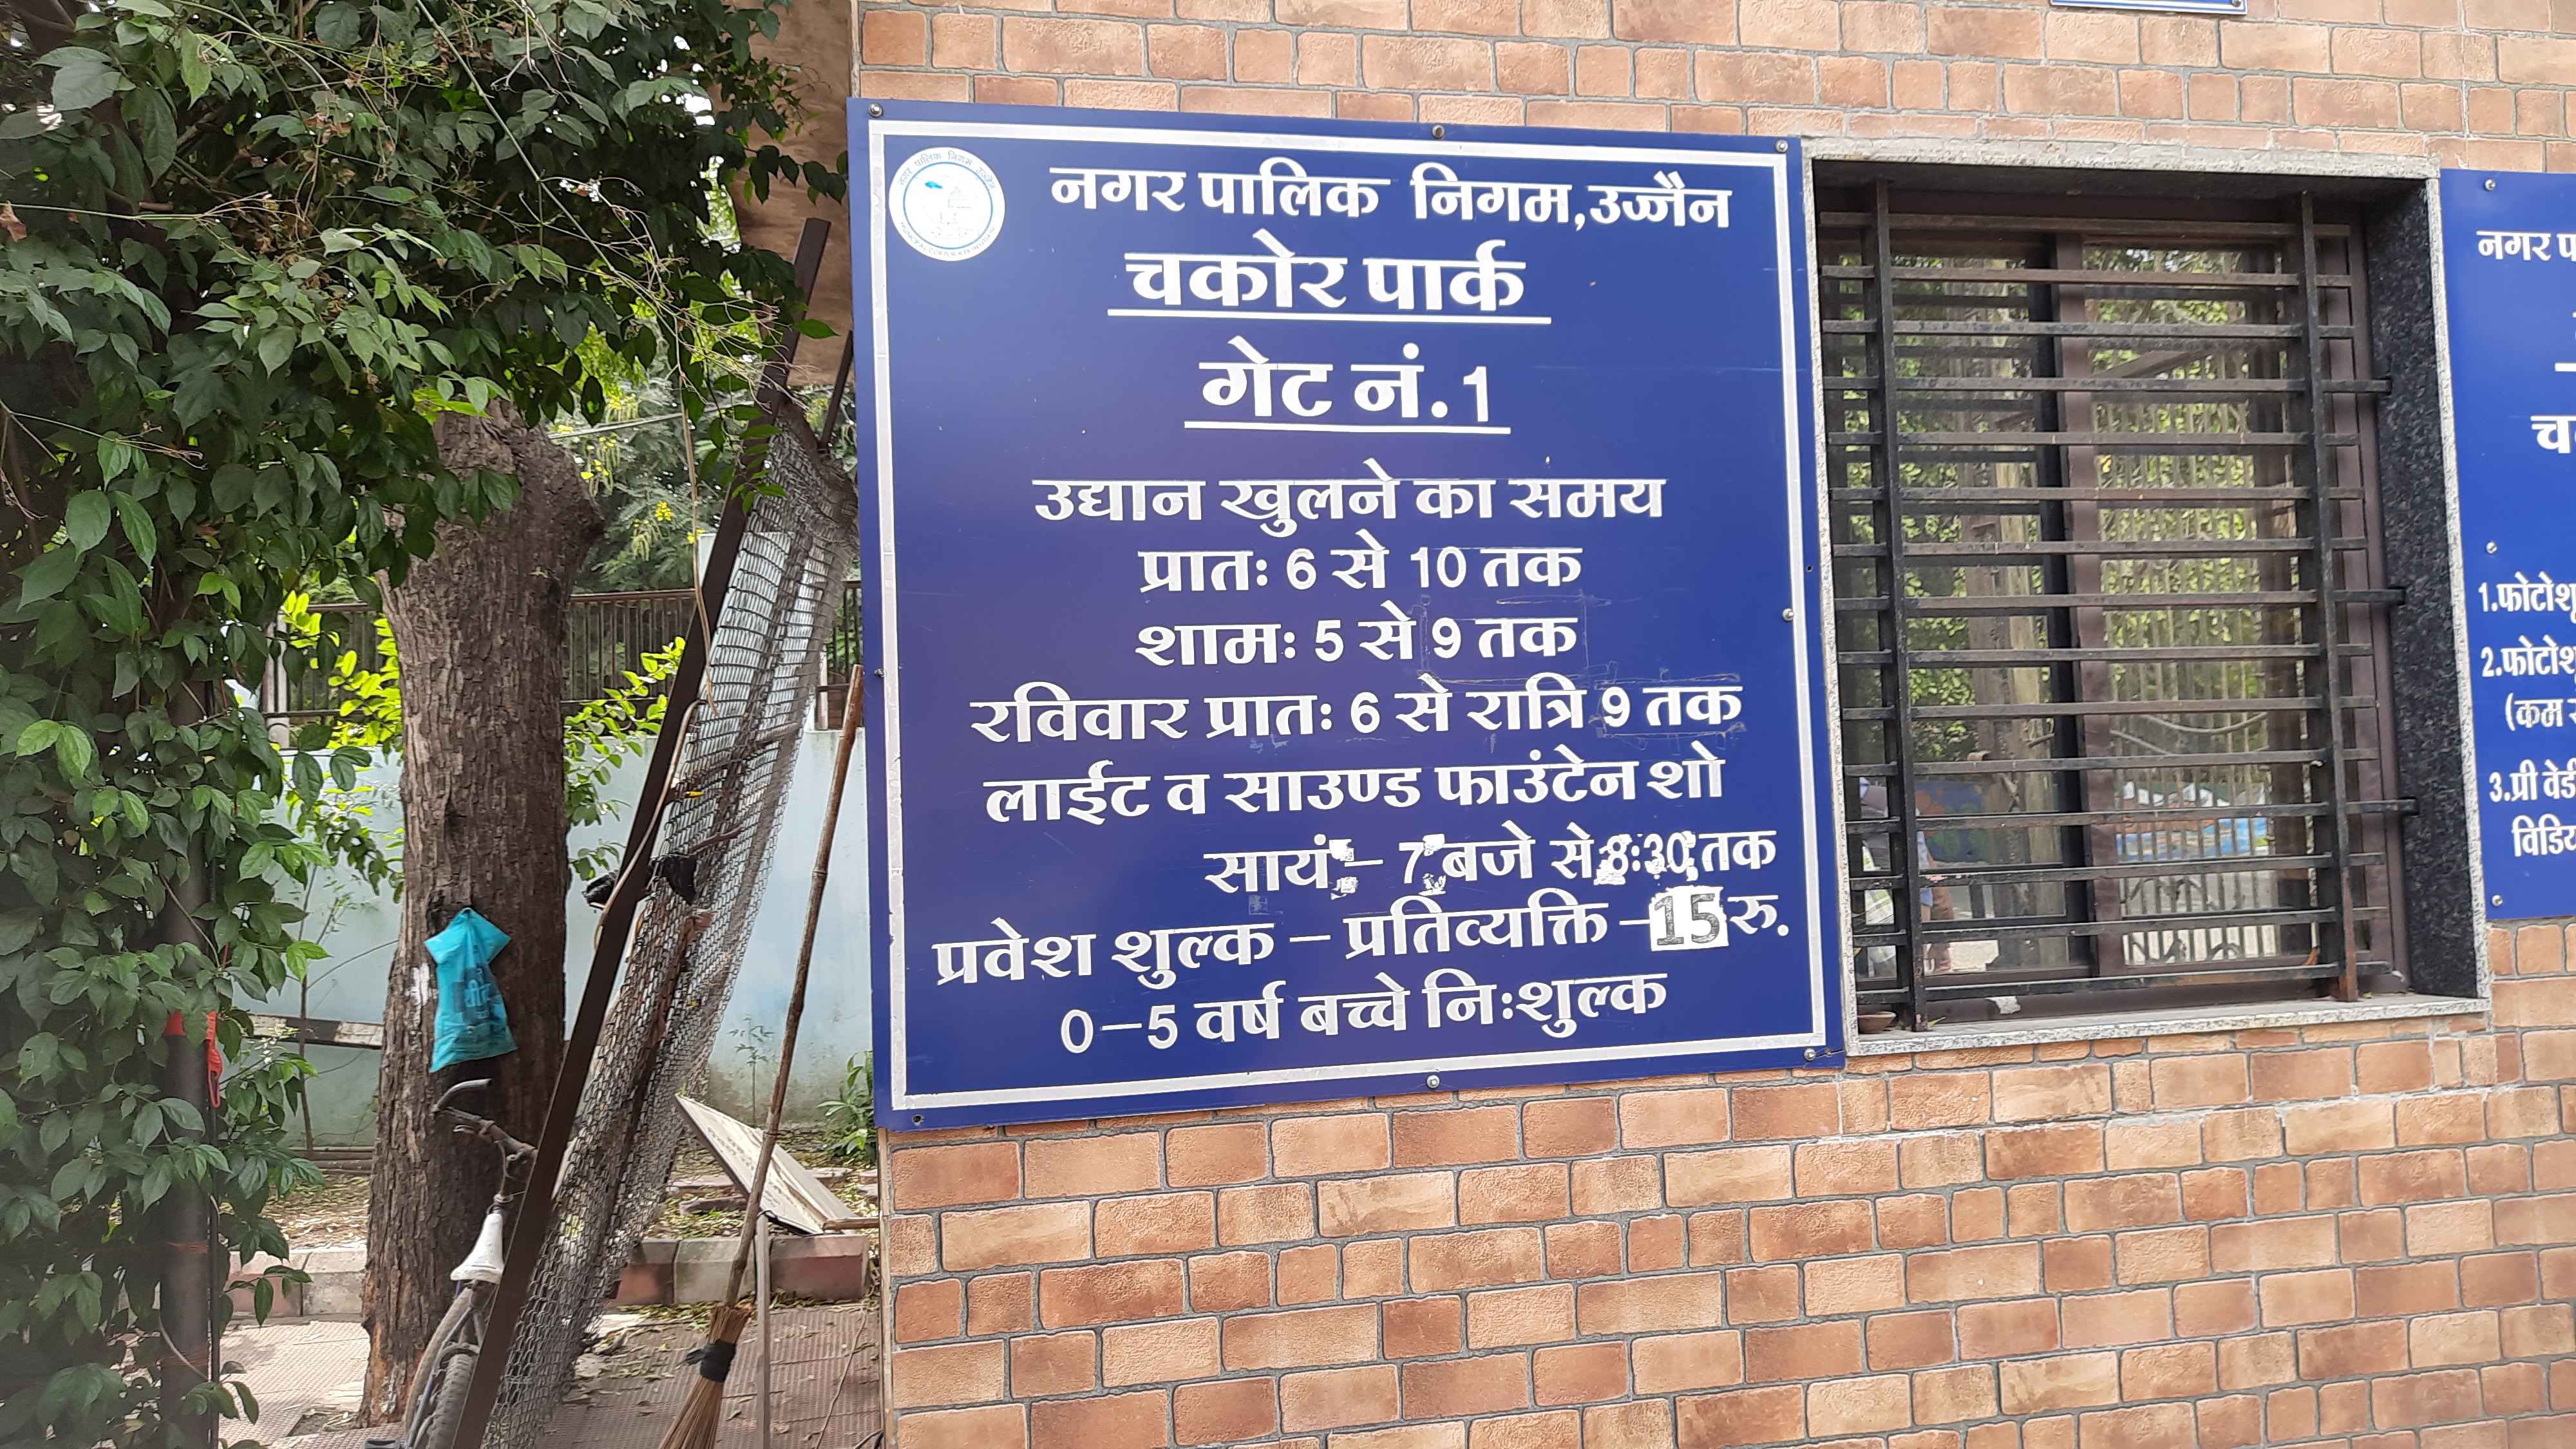 नगर पालिक निगम, उज्जैन
चकोर पार्क
गेट नं. 1
उद्यान खुलने का समय
प्रातः 6 से 10 तक
शामः 5 से 9 तक
रविवार प्रातः 6 से रात्रि 9 तक
लाईट व साउण्ड फाउंटेन शो
सायं – 7 बजे से 8:30 तक
प्रवेश शुल्क – प्रतिव्यक्ति – 15 रु.
0–5 वर्ष बच्चे निःशुल्क
नगर
1.
2.
(कम
3.प्री